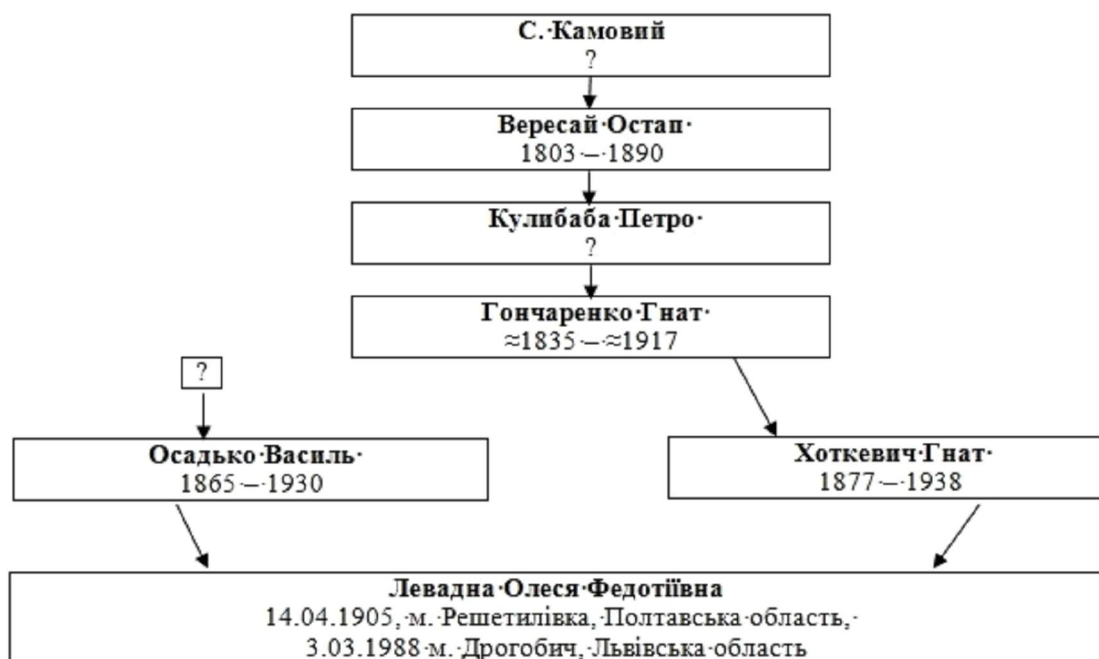 С.·Камовий
?
Вересай·Остап·
1803·–·1890
Кулибаба·Петро·
?
Гончаренко·Гнат·
≈1835·–·≈1917
?
Осадько·Василь·
1865·–·1930
Хоткевич·Гнат·
1877·–·1938
Левадна·Олеся·Федотіївна
14.04.1905,·м.·Решетилівка,·Полтавська·область,·
3.03.1988·м.·Дрогобич,·Львівська·область